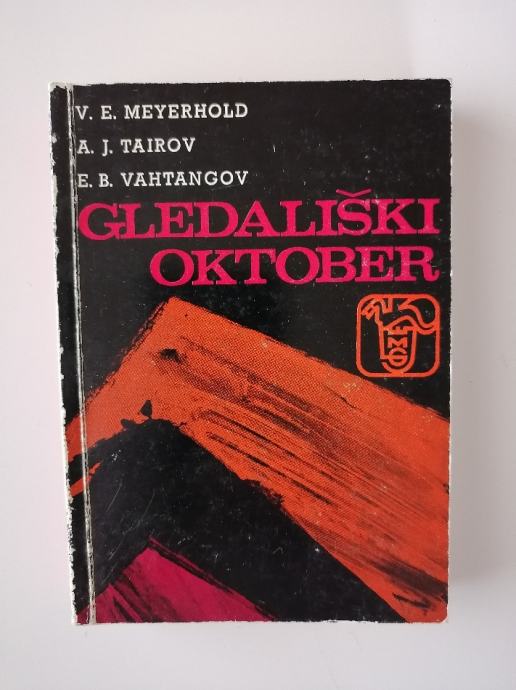 V. E. MEYERHOLD
A. J. TAIROV
E. B. VAHTANGOV
GLEDALIŠKI
OKTOBER